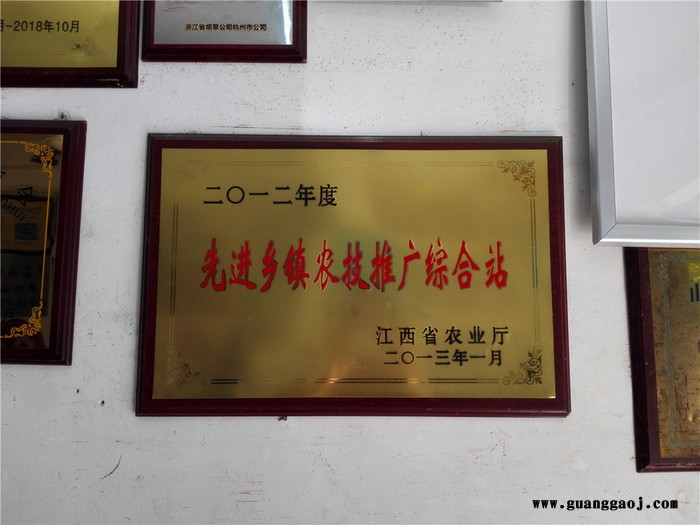 月-2018年10月
浙江省烟草公司杭州市公司
二〇一二年度
先进乡镇农技推广综合站
江西省农业厅
二〇一三年一月
www.guanggaoj.com